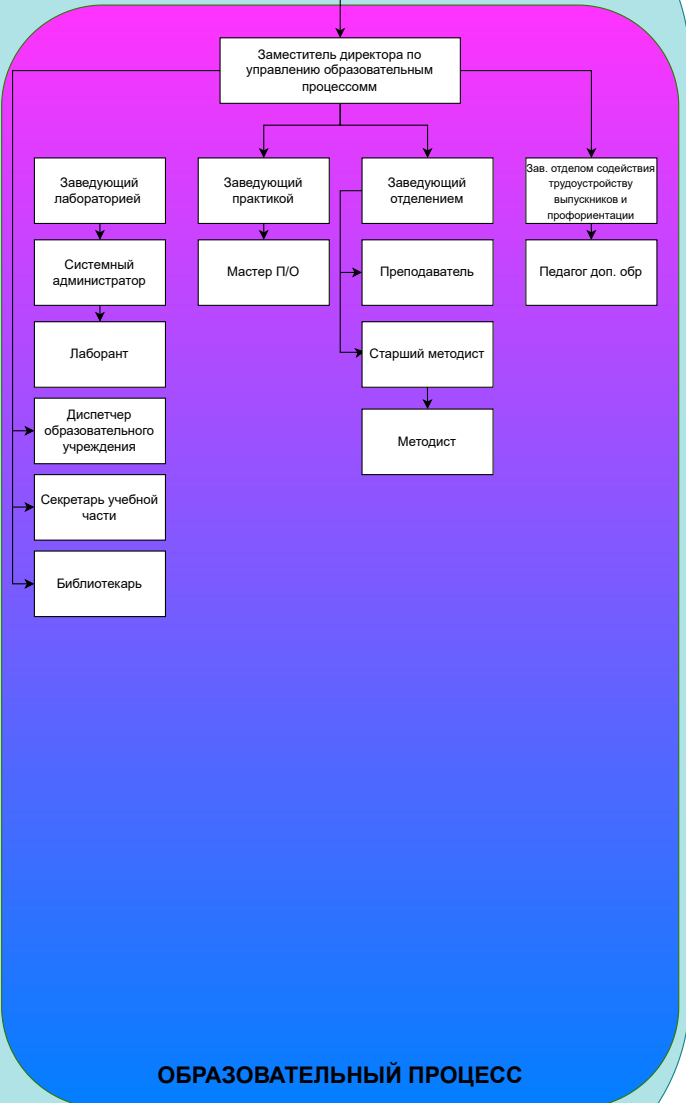 Заместитель директора по
управлению образовательным
процессомм
Заведующий
лабораторией
Заведующий
практикой
Заведующий
отделением
Зав. отделом содействия
трудоустройству
выпускников и
профориентации
Системный
администратор
Мастер П/О
Преподаватель
Педагог доп. обр
Лаборант
Старший методист
Диспетчер
образовательного
учреждения
Методист
Секретарь учебной
части
Библиотекарь
ОБРАЗОВАТЕЛЬНЫЙ ПРОЦЕСС